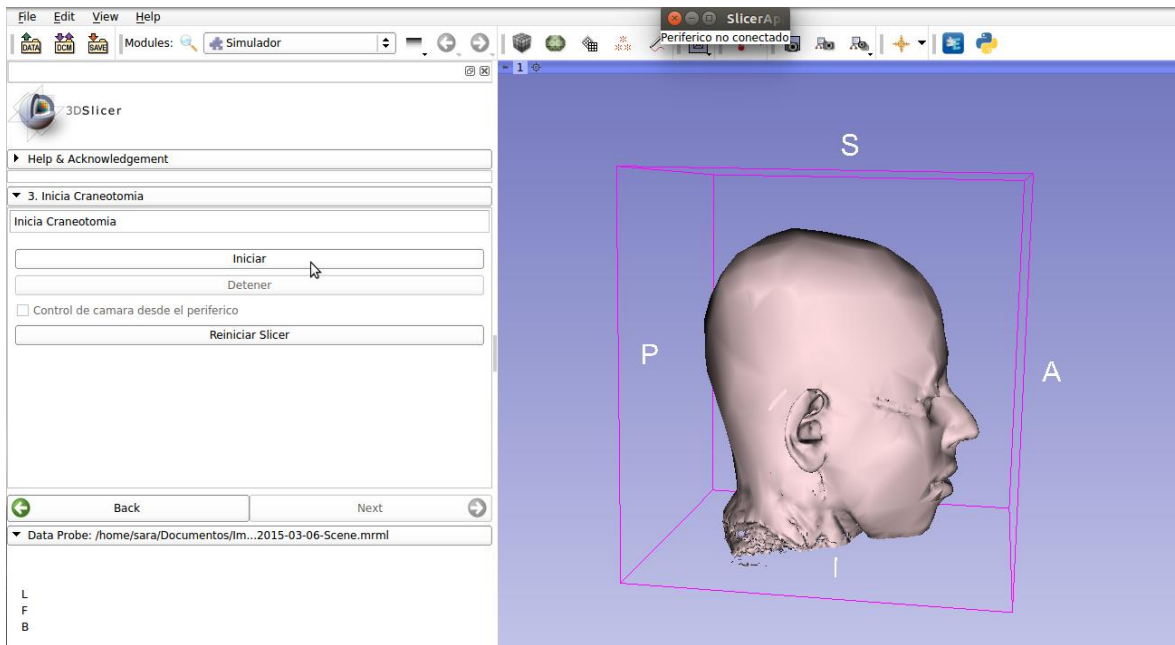 File Edit View Help
SlicerAp
Periferico no conectado
DATA DCM SAVE Modules: Simulador
1
3DSlicer
Help & Acknowledgement
3. Inicia Craneotomia
Inicia Craneotomia
Iniciar
Detener
Control de camara desde el periferico
Reiniciar Slicer
Back Next
Data Probe: /home/sara/Documentos/Im...2015-03-06-Scene.mrml
L
F
B
S
P
A
I